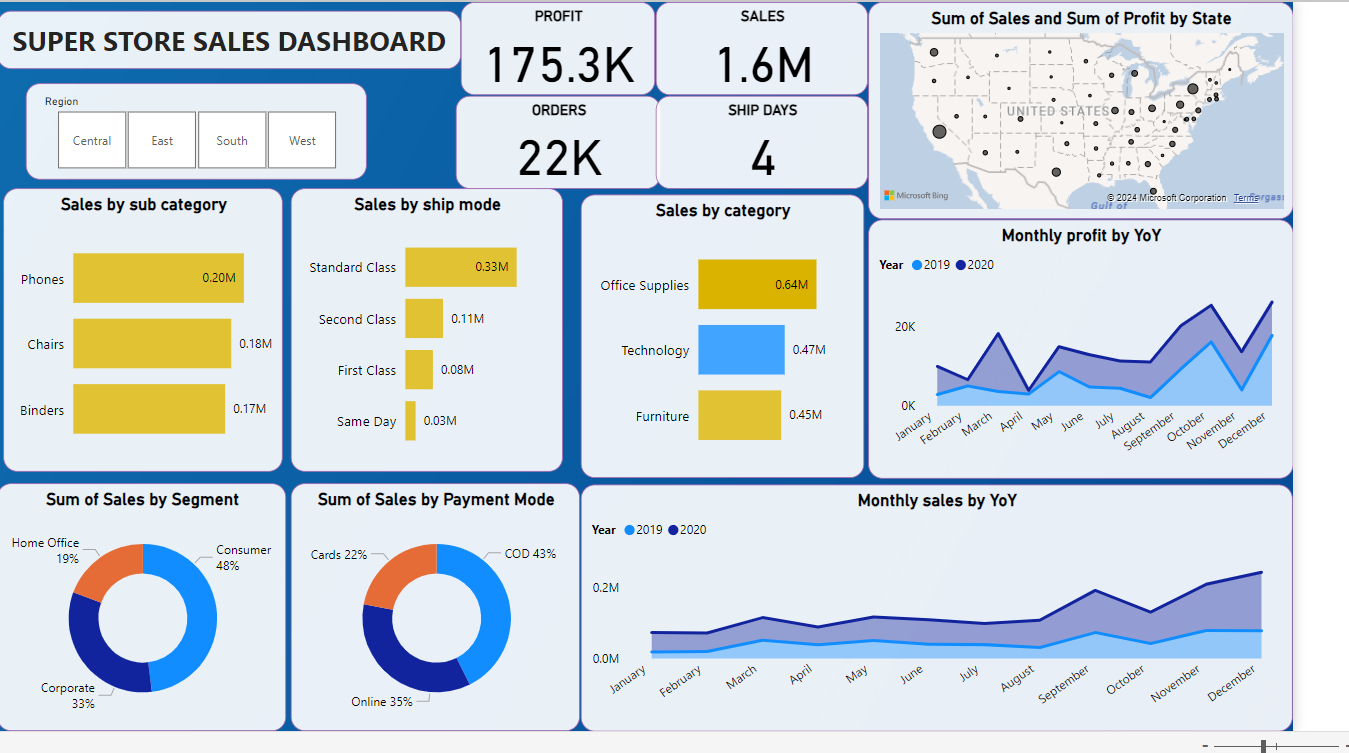 SUPER STORE SALES DASHBOARD
Region
Central
East
South
West
PROFIT
175.3K
SALES
1.6M
ORDERS
22K
SHIP DAYS
4
Sum of Sales and Sum of Profit by State
UNITED STATES
Microsoft Bing
© 2024 Microsoft Corporation Terms
Gulf of
Sales by sub category
Phones 0.20M
Chairs 0.18M
Binders 0.17M
Sales by ship mode
Standard Class 0.33M
Second Class 0.11M
First Class 0.08M
Same Day 0.03M
Sales by category
Office Supplies 0.64M
Technology 0.47M
Furniture 0.45M
Monthly profit by YoY
Year 2019 2020
20K
0K
January
February
March
April
May
June
July
August
September
October
November
December
Sum of Sales by Segment
Home Office
19%
Consumer
48%
Corporate
33%
Sum of Sales by Payment Mode
Cards 22%
COD 43%
Online 35%
Monthly sales by YoY
Year 2019 2020
0.2M
0.0M
January
February
March
April
May
June
July
August
September
October
November
December